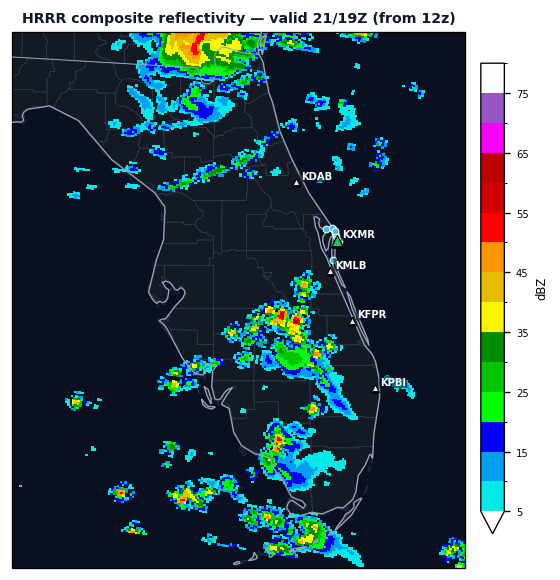 HRRR composite reflectivity — valid 21/19Z (from 12z)
KDAB
KXMR
KMLB
KFPR
KPBI
75
65
55
45
35
25
15
5
dBZ